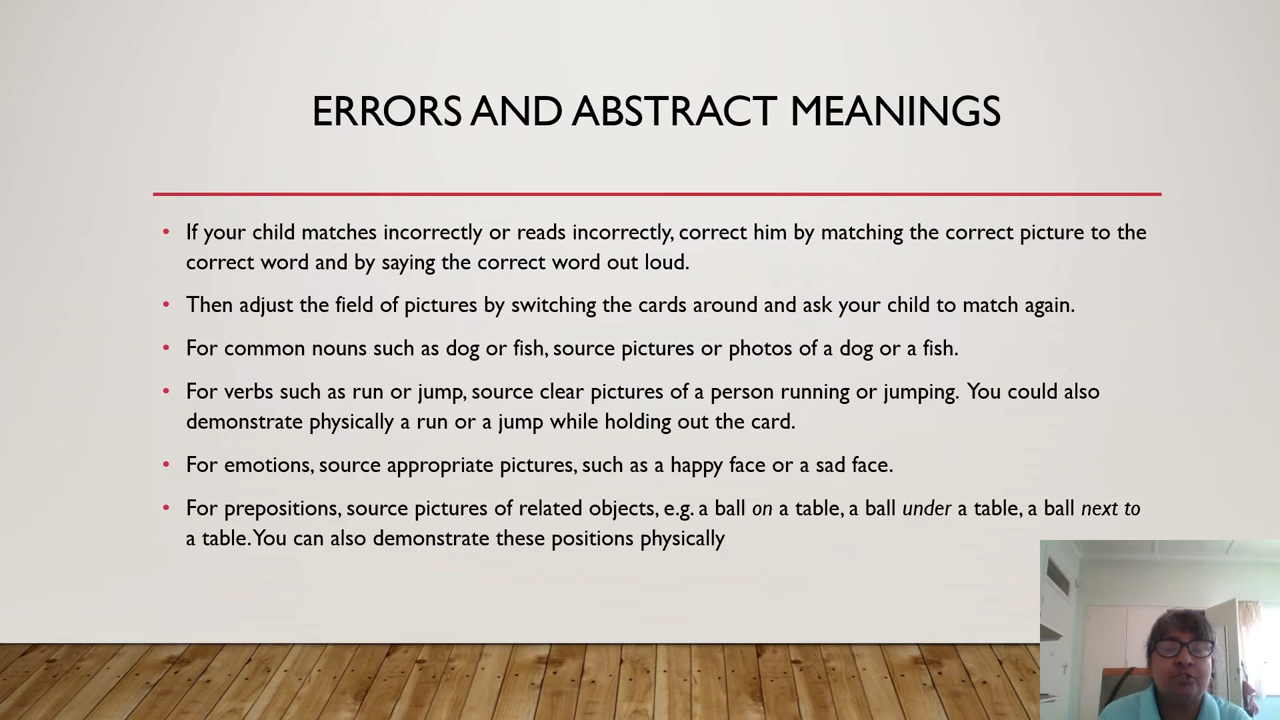 ERRORS AND ABSTRACT MEANINGS
• If your child matches incorrectly or reads incorrectly, correct him by matching the correct picture to the
correct word and by saying the correct word out loud.
• Then adjust the field of pictures by switching the cards around and ask your child to match again.
• For common nouns such as dog or fish, source pictures or photos of a dog or a fish.
• For verbs such as run or jump, source clear pictures of a person running or jumping. You could also
demonstrate physically a run or a jump while holding out the card.
• For emotions, source appropriate pictures, such as a happy face or a sad face.
• For prepositions, source pictures of related objects, e.g. a ball on a table, a ball under a table, a ball next to
a table. You can also demonstrate these positions physically